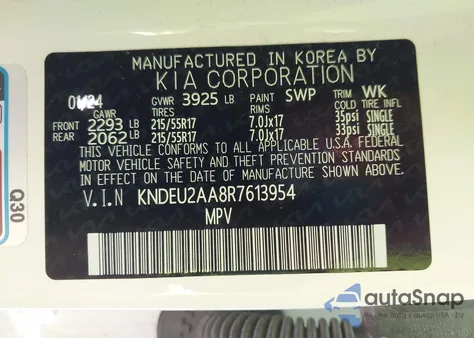 MANUFACTURED IN KOREA BY
KIA CORPORATION
01/24 GVWR 3925 LB PAINT SWP TRIM WK
GAWR TIRES COLD TIRE INFL
FRONT 2293 LB 215/55R17 7.0Jx17 35psi SINGLE
REAR 2062 LB 215/55R17 7.0Jx17 33psi SINGLE
THIS VEHICLE CONFORMS TO ALL APPLICABLE U.S. FEDERAL
MOTOR VEHICLE SAFETY AND THEFT PREVENTION STANDARDS
IN EFFECT ON THE DATE OF MANUFACTURE SHOWN ABOVE.
V.I.N KNDEU2AA8R7613954
MPV
Q30
autoSnap